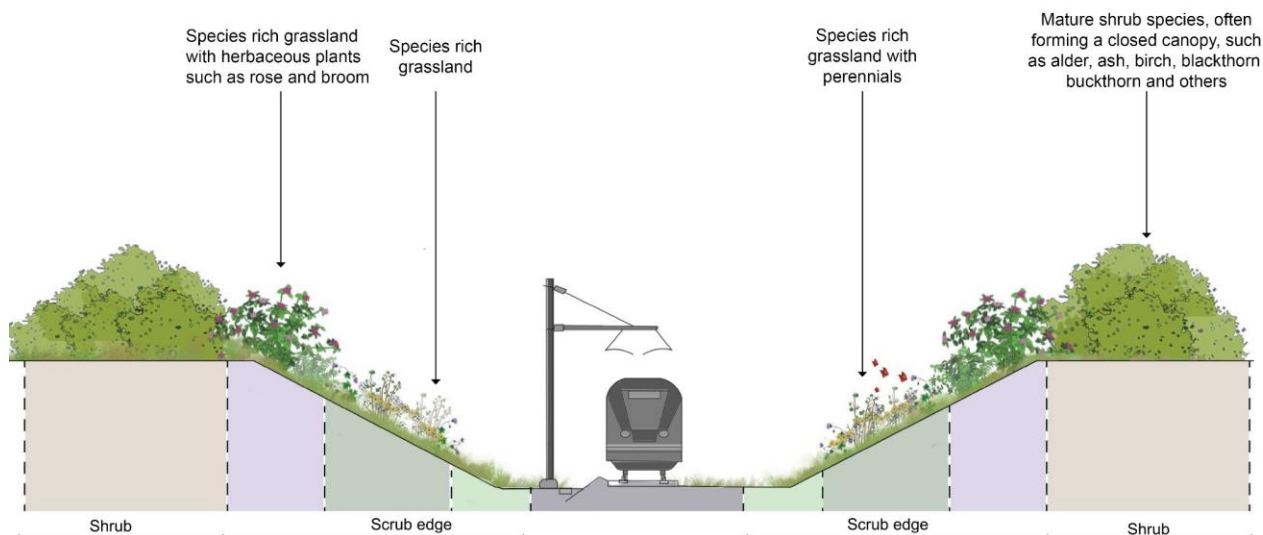 Species rich grassland
with herbaceous plants
such as rose and broom
Species rich
grassland
Species rich
grassland with
perennials
Mature shrub species, often
forming a closed canopy, such
as alder, ash, birch, blackthorn
buckthorn and others
Shrub
Scrub edge
Scrub edge
Shrub